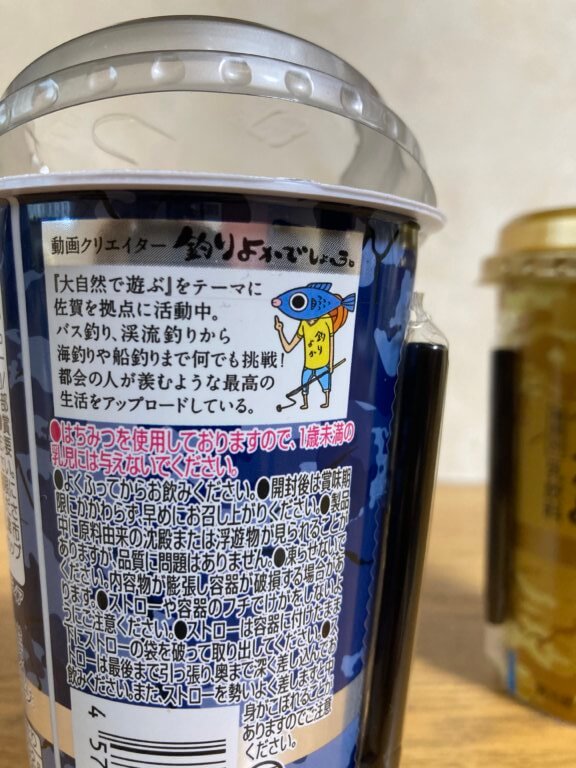 動画クリエイター 釣りよかでしょう。
『大自然で遊ぶ』をテーマに
佐賀を拠点に活動中。
バス釣り、渓流釣りから
海釣りや船釣りまで何でも挑戦!
都会の人が羨むような最高の
生活をアップロードしている。
釣りよか
●はちみつを使用しておりますので、1歳未満の
乳児には与えないでください。
●よくふってからお飲みください。●開封後は賞味期
限にかかわらず、早めにお召し上がりください。●製品
中に原料由来の沈殿または浮遊物が見られることが
ありますが、品質に問題はありません。●凍らせないで
ください。内容物が膨張し容器が破損する場合があ
ります。●ストローや容器のフチでけがをしないよ
うにご注意ください。●ストローは容器に付けたまま
下にストローの袋を破って取り出してください。●ス
トローは最後まで引っ張り奥まで深く差し込んでお
飲みください。また、ストローを勢いよく差しますと中
身がこぼれることが
ありますのでご注意
ください。
4 57